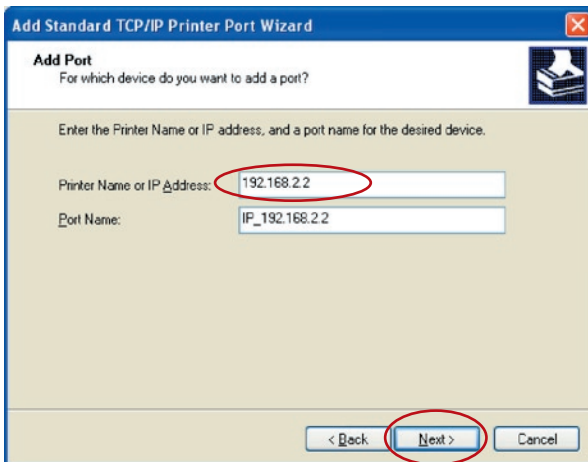 Add Standard TCP/IP Printer Port Wizard
Add Port
For which device do you want to add a port?
Enter the Printer Name or IP address, and a port name for the desired device.
Printer Name or IP Address: 192.168.2.2
Port Name: IP_192.168.2.2
< Back Next > Cancel